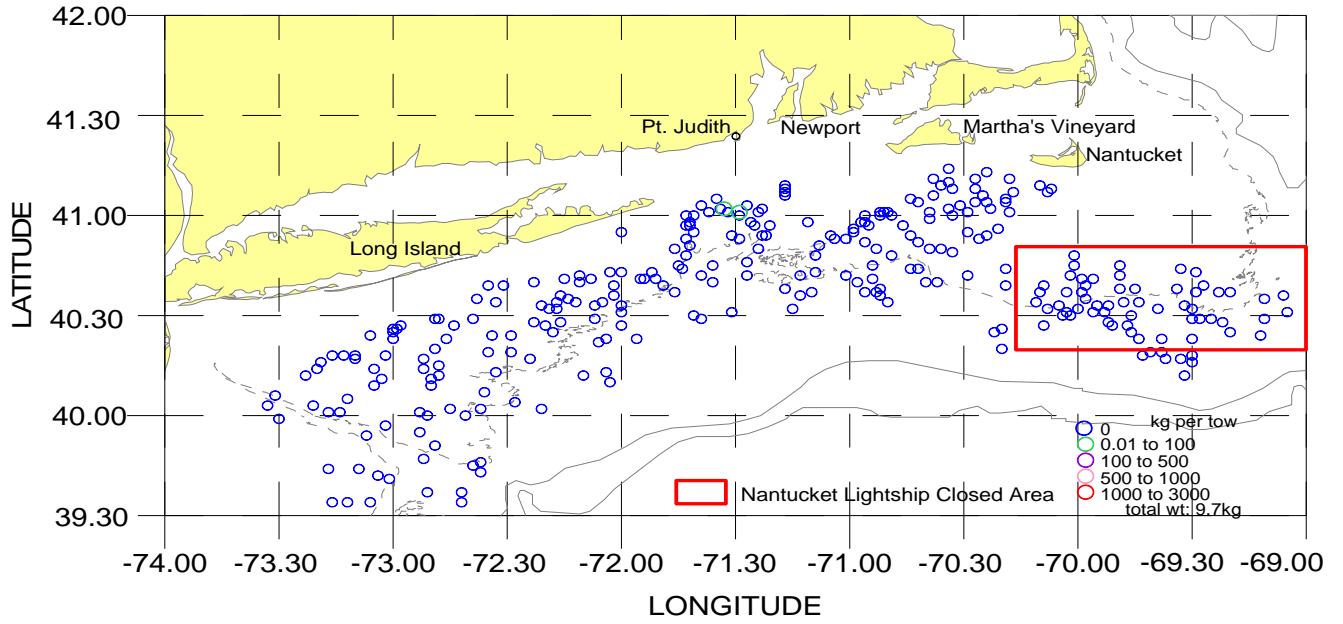 42.00
41.30
Pt. Judith
Newport
Martha's Vineyard
Nantucket
41.00
Long Island
LATITUDE
40.30
40.00
kg per tow
0
0.01 to 100
100 to 500
500 to 1000
1000 to 3000
total wt: 9.7kg
Nantucket Lightship Closed Area
39.30
-74.00 -73.30 -73.00 -72.30 -72.00 -71.30 -71.00 -70.30 -70.00 -69.30 -69.00
LONGITUDE